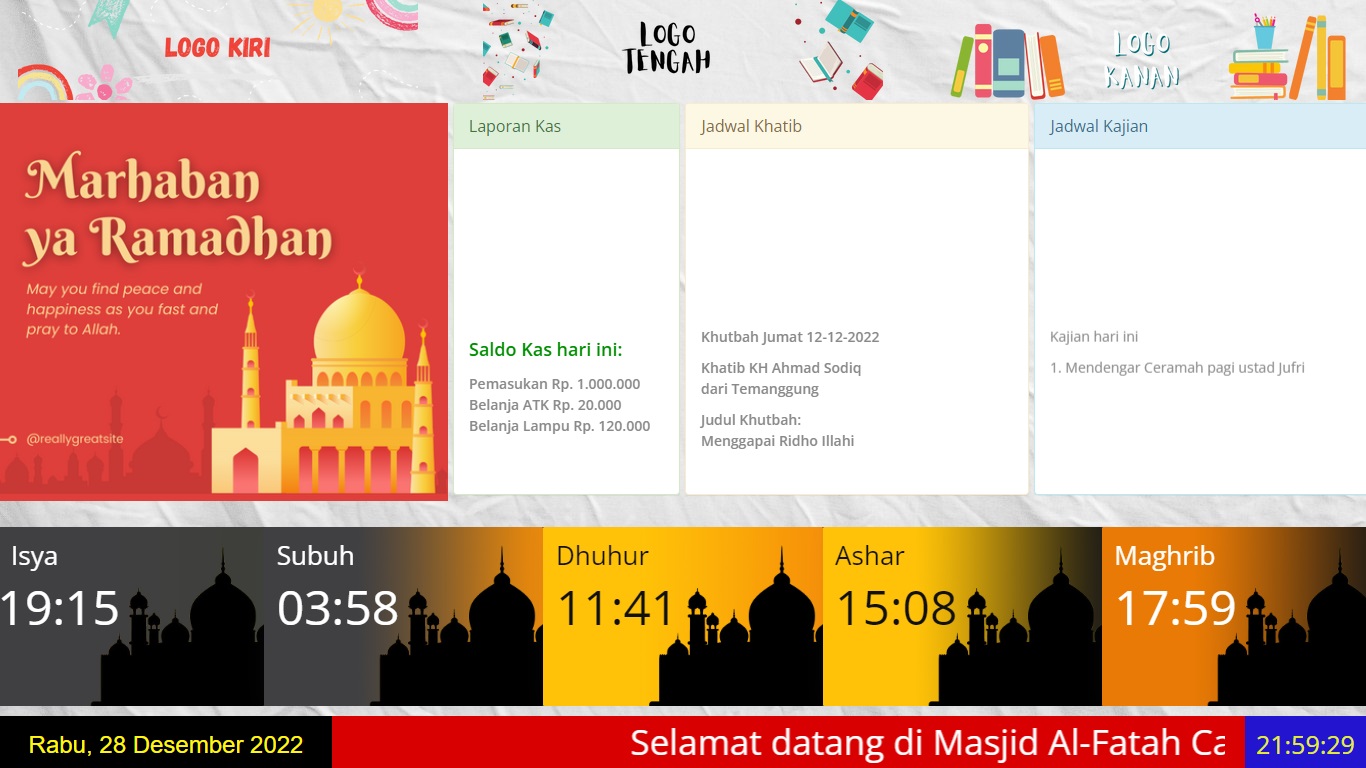 LOGO KIRI
LOGO
TENGAH
LOGO
KANAN
Marhaban
ya Ramadhan
May you find peace and
happiness as you fast and
pray to Allah.
@reallygreatsite
Laporan Kas
Saldo Kas hari ini:
Pemasukan Rp. 1.000.000
Belanja ATK Rp. 20.000
Belanja Lampu Rp. 120.000
Jadwal Khatib
Khutbah Jumat 12-12-2022
Khatib KH Ahmad Sodiq
dari Temanggung
Judul Khutbah:
Menggapai Ridho Illahi
Jadwal Kajian
Kajian hari ini
1. Mendengar Ceramah pagi ustad Jufri
Isya
19:15
Subuh
03:58
Dhuhur
11:41
Ashar
15:08
Maghrib
17:59
Rabu, 28 Desember 2022
Selamat datang di Masjid Al-Fatah
21:59:29